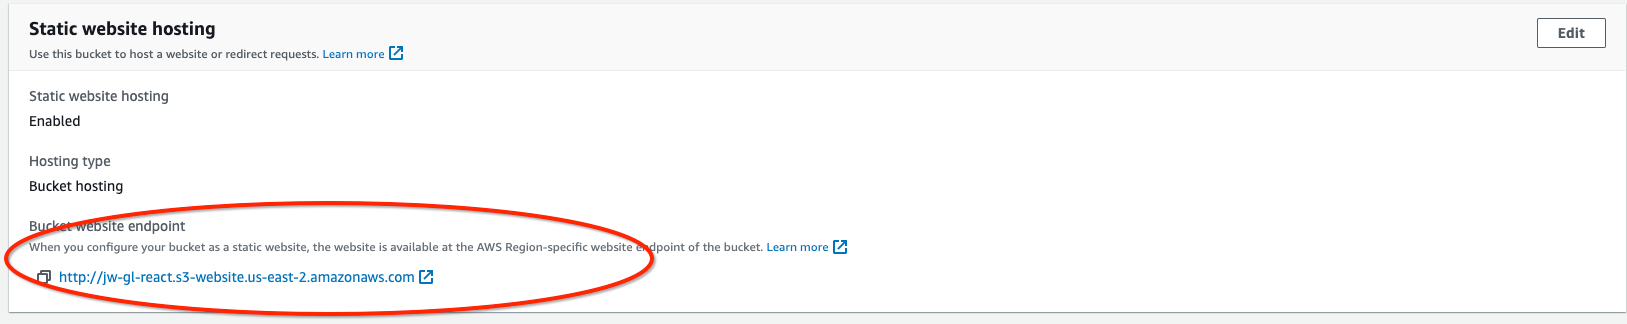 Static website hosting
Edit
Use this bucket to host a website or redirect requests. Learn more
Static website hosting
Enabled
Hosting type
Bucket hosting
Bucket website endpoint
When you configure your bucket as a static website, the website is available at the AWS Region-specific website endpoint of the bucket. Learn more
http://jw-gl-react.s3-website.us-east-2.amazonaws.com